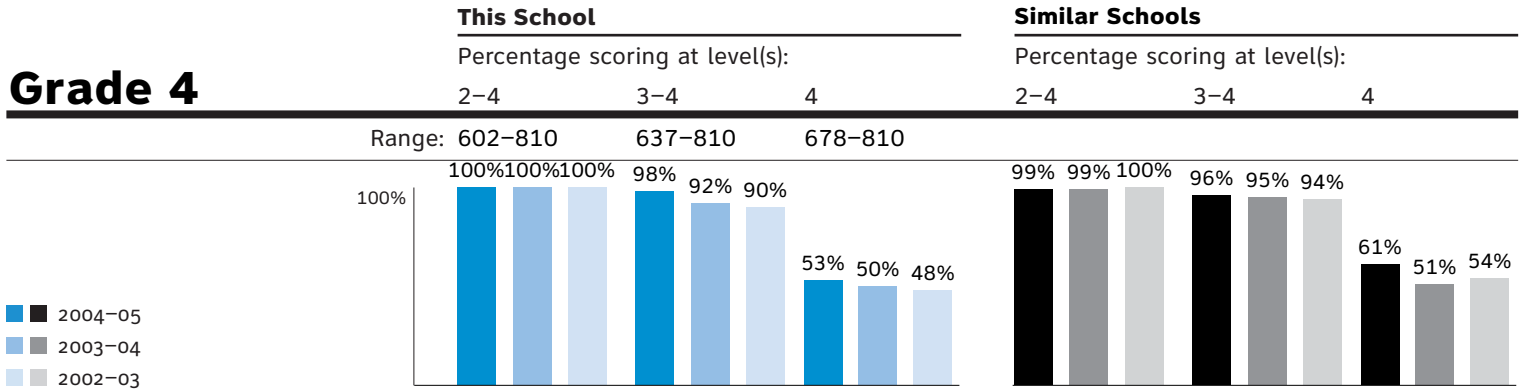 This School
Similar Schools
Percentage scoring at level(s):
Percentage scoring at level(s):
Grade 4
2–4 3–4 4
2–4 3–4 4
Range: 602–810 637–810 678–810
100% 100% 100% 98% 92% 90% 53% 50% 48%
99% 99% 100% 96% 95% 94% 61% 51% 54%
100%
2004–05
2003–04
2002–03